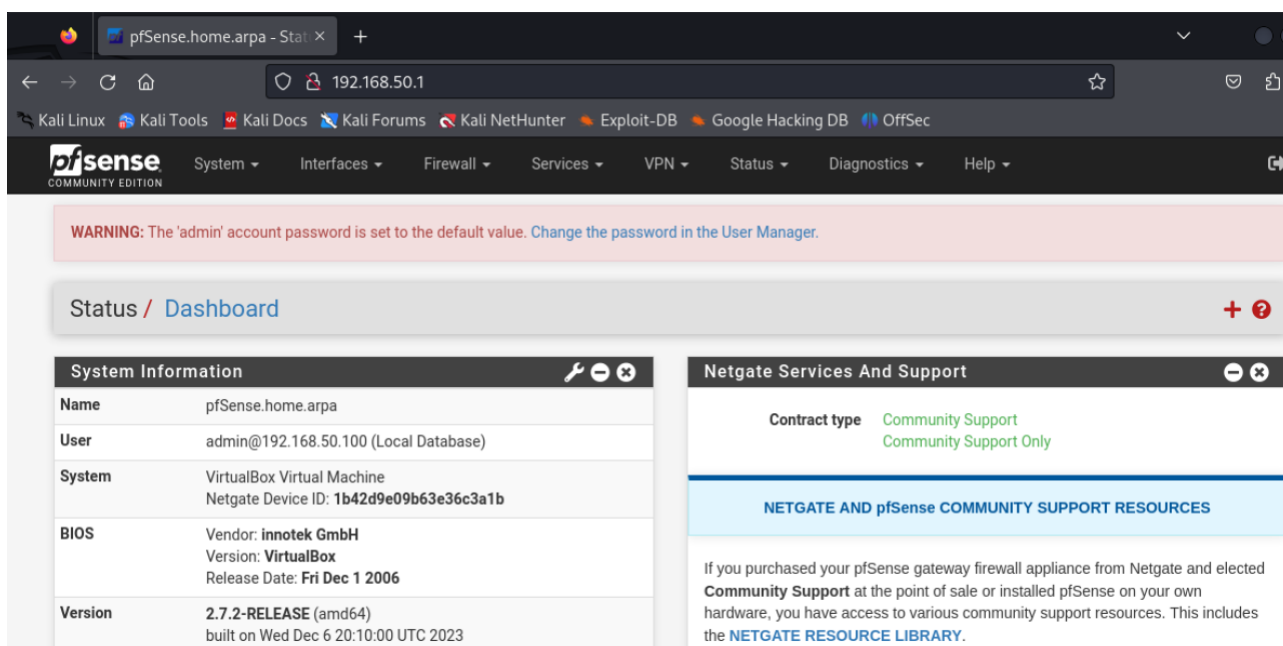 pfSense.home.arpa - Stat
192.168.50.1
Kali Linux Kali Tools Kali Docs Kali Forums Kali NetHunter Exploit-DB Google Hacking DB OffSec
pfsense
COMMUNITY EDITION
System Interfaces Firewall Services VPN Status Diagnostics Help
WARNING: The 'admin' account password is set to the default value. Change the password in the User Manager.
Status / Dashboard
System Information
Name pfSense.home.arpa
User admin@192.168.50.100 (Local Database)
System VirtualBox Virtual Machine
Netgate Device ID: 1b42d9e09b63e36c3a1b
BIOS Vendor: innotek GmbH
Version: VirtualBox
Release Date: Fri Dec 1 2006
Version 2.7.2-RELEASE (amd64)
built on Wed Dec 6 20:10:00 UTC 2023
Netgate Services And Support
Contract type Community Support
Community Support Only
NETGATE AND pfSense COMMUNITY SUPPORT RESOURCES
If you purchased your pfSense gateway firewall appliance from Netgate and elected
Community Support at the point of sale or installed pfSense on your own
hardware, you have access to various community support resources. This includes
the NETGATE RESOURCE LIBRARY.